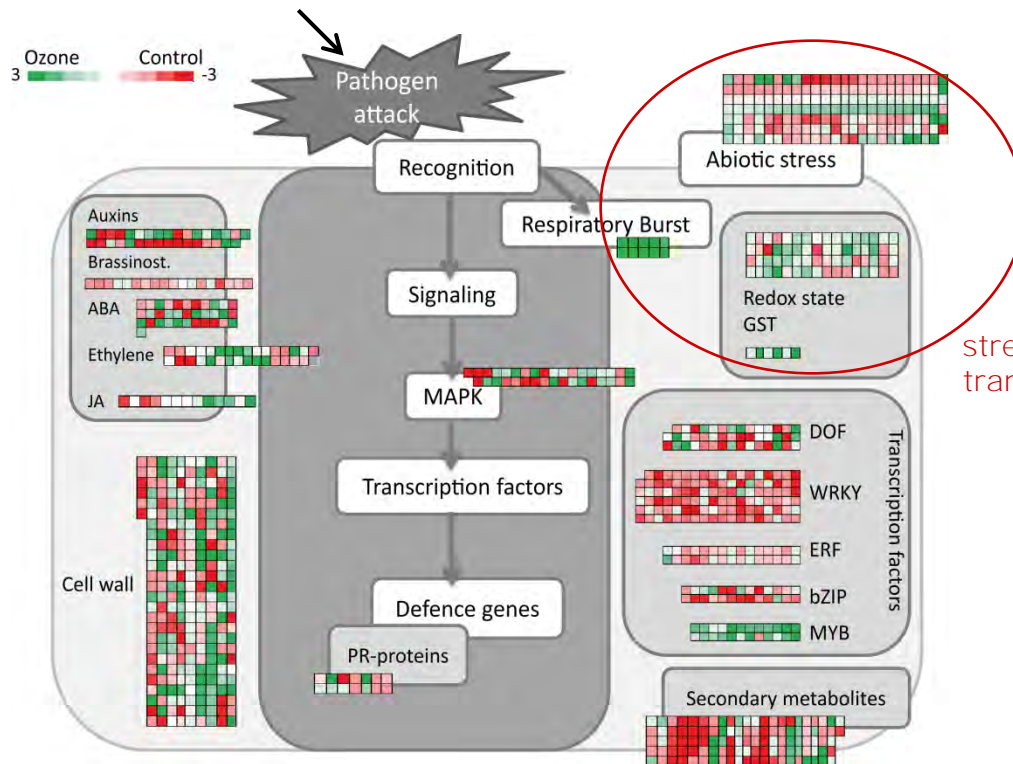 Ozone
Control
3
-3
Pathogen
attack
Recognition
Abiotic stress
Respiratory Burst
Auxins
Brassinost.
ABA
Ethylene
JA
Signaling
Redox state
GST
MAPK
DOF
WRKY
ERF
bZIP
MYB
Transcription factors
Transcription factors
Cell wall
Defence genes
PR-proteins
Secondary metabolites